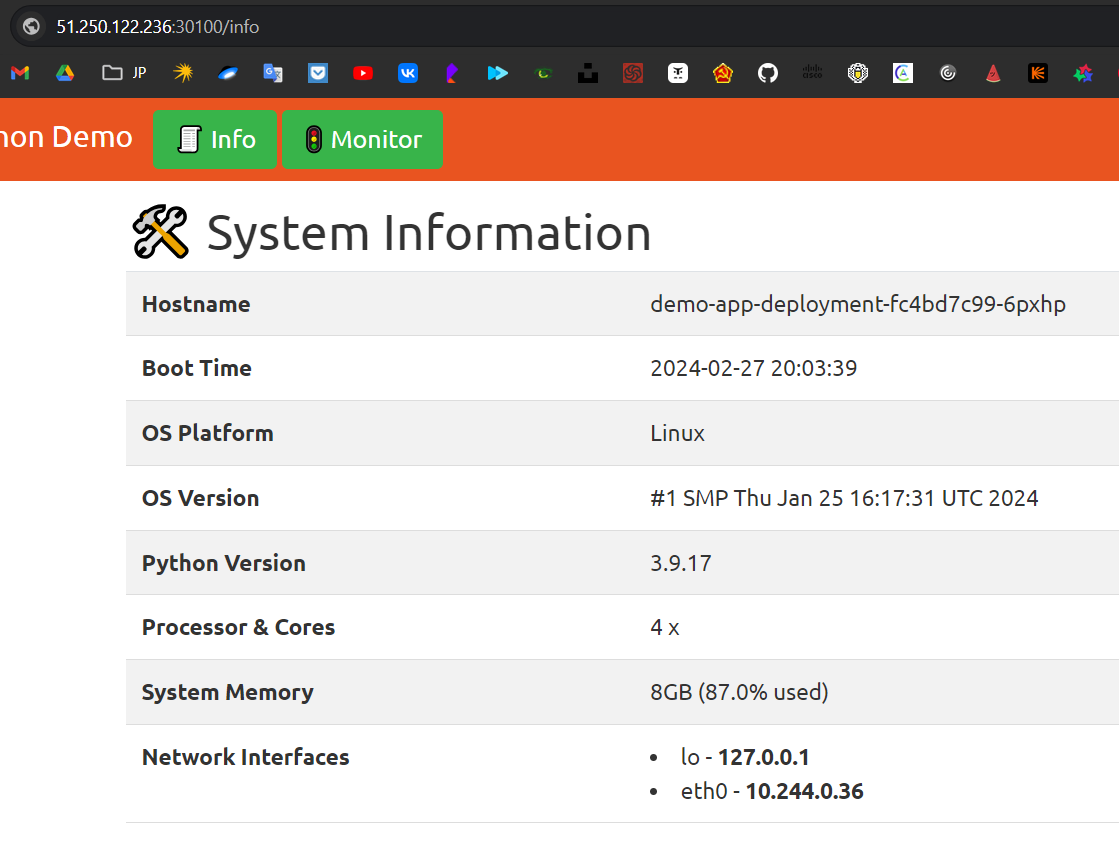 51.250.122.236:30100/info
JP
non Demo
Info
Monitor
System Information
Hostname demo-app-deployment-fc4bd7c99-6pxhp
Boot Time 2024-02-27 20:03:39
OS Platform Linux
OS Version #1 SMP Thu Jan 25 16:17:31 UTC 2024
Python Version 3.9.17
Processor & Cores 4 x
System Memory 8GB (87.0% used)
Network Interfaces • lo - 127.0.0.1
• eth0 - 10.244.0.36